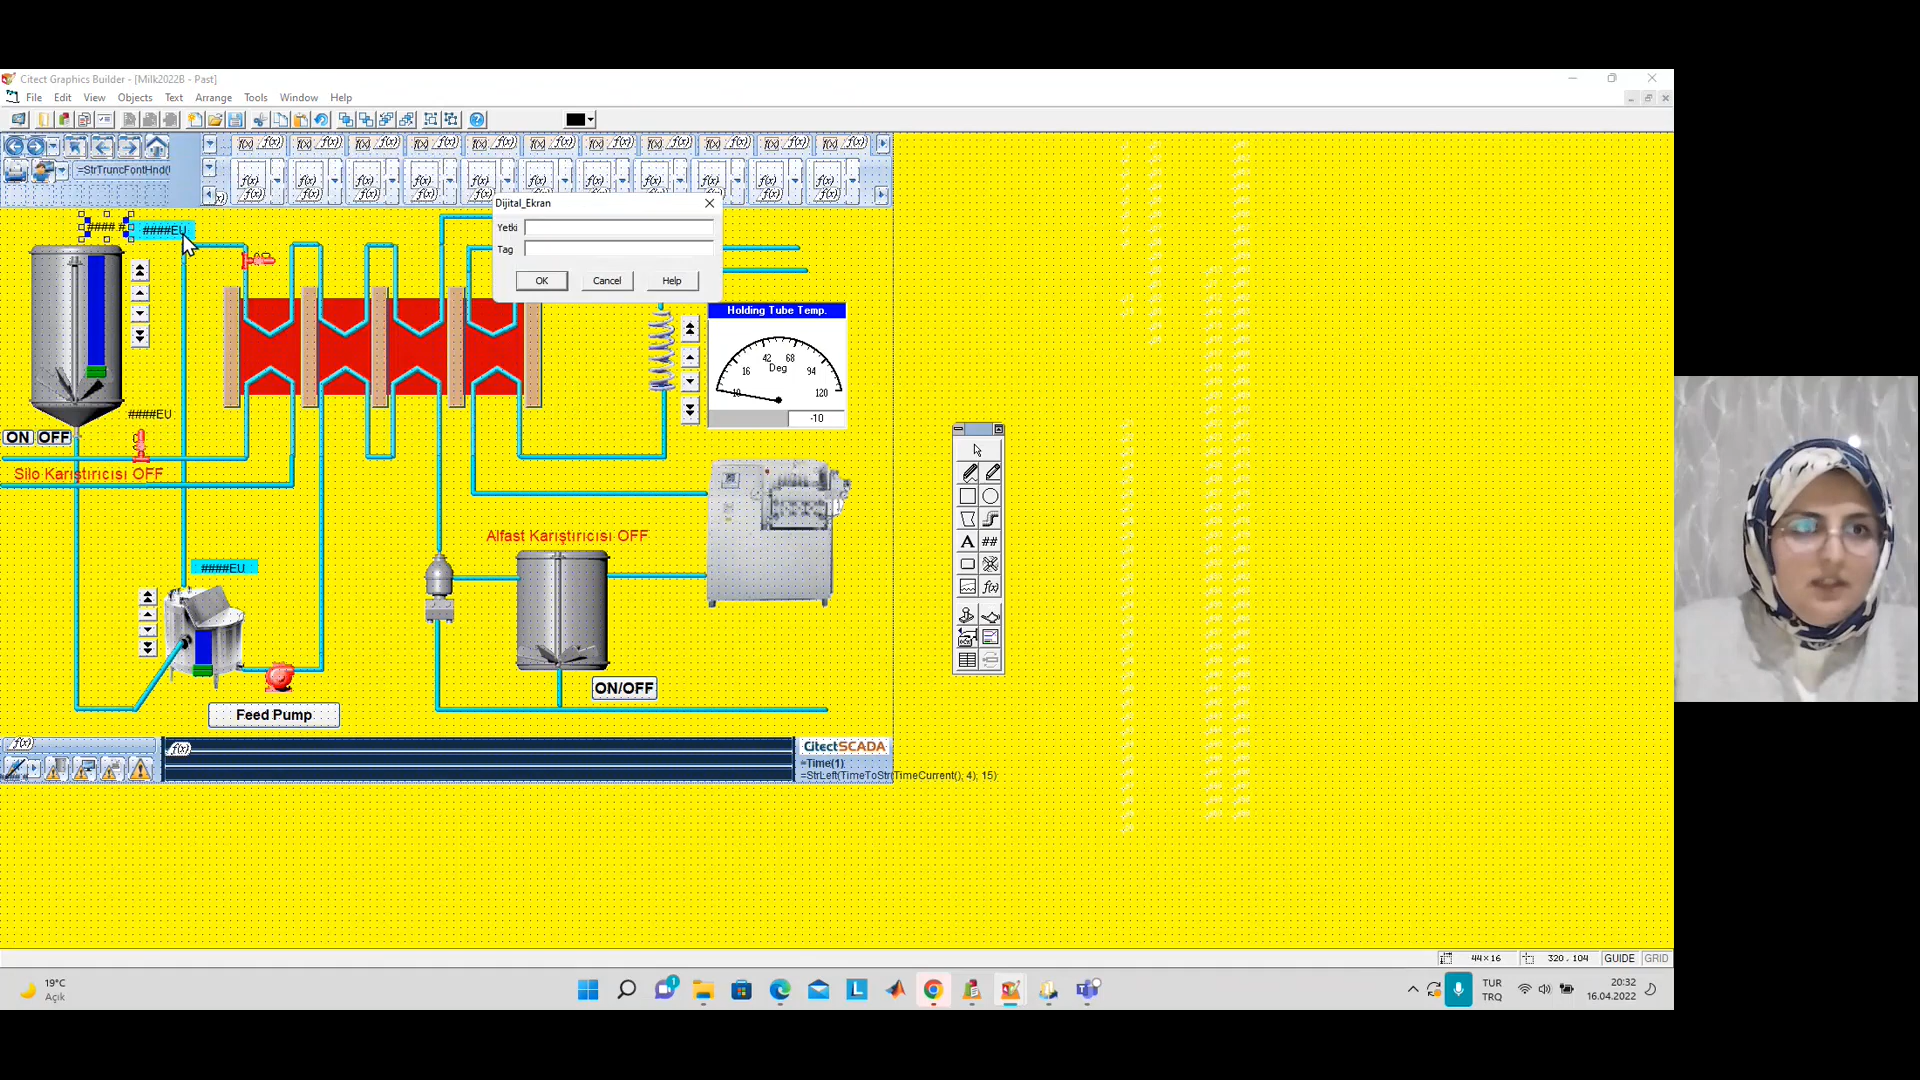 Citect Graphics Builder - [Milk2022B - Past]
File Edit View Objects Text Arrange Tools Window Help
f(x) f(x) f(x) f(x) f(x) f(x) f(x) f(x) f(x) f(x) f(x) f(x) f(x) f(x) f(x) f(x) f(x) f(x) f(x) f(x) f(x) f(x)
=StrTruncFontHnd(
f(x) f(x) f(x) f(x) f(x) f(x) f(x) f(x) f(x) f(x) f(x)
f(x) f(x) f(x) f(x) f(x) f(x) f(x) f(x) f(x) f(x) f(x)
Dijital_Ekran
Yetki
Tag
OK Cancel Help
#### #
####EU
Holding Tube Temp.
42 68
Deg
16 94
-10 120
-10
####EU
ON OFF
Silo Karıştırıcısı OFF
A ##
f(x)
Alfast Karıştırıcısı OFF
####EU
ON/OFF
Feed Pump
f(x) f(x)
CitectSCADA
=Time(1)
=StrLeft(TimeToStr(TimeCurrent(), 4), 15)
44×16 320 , 104 GUIDE GRID
19°C
Açık
1
L
TUR
TRQ
20:32
16.04.2022